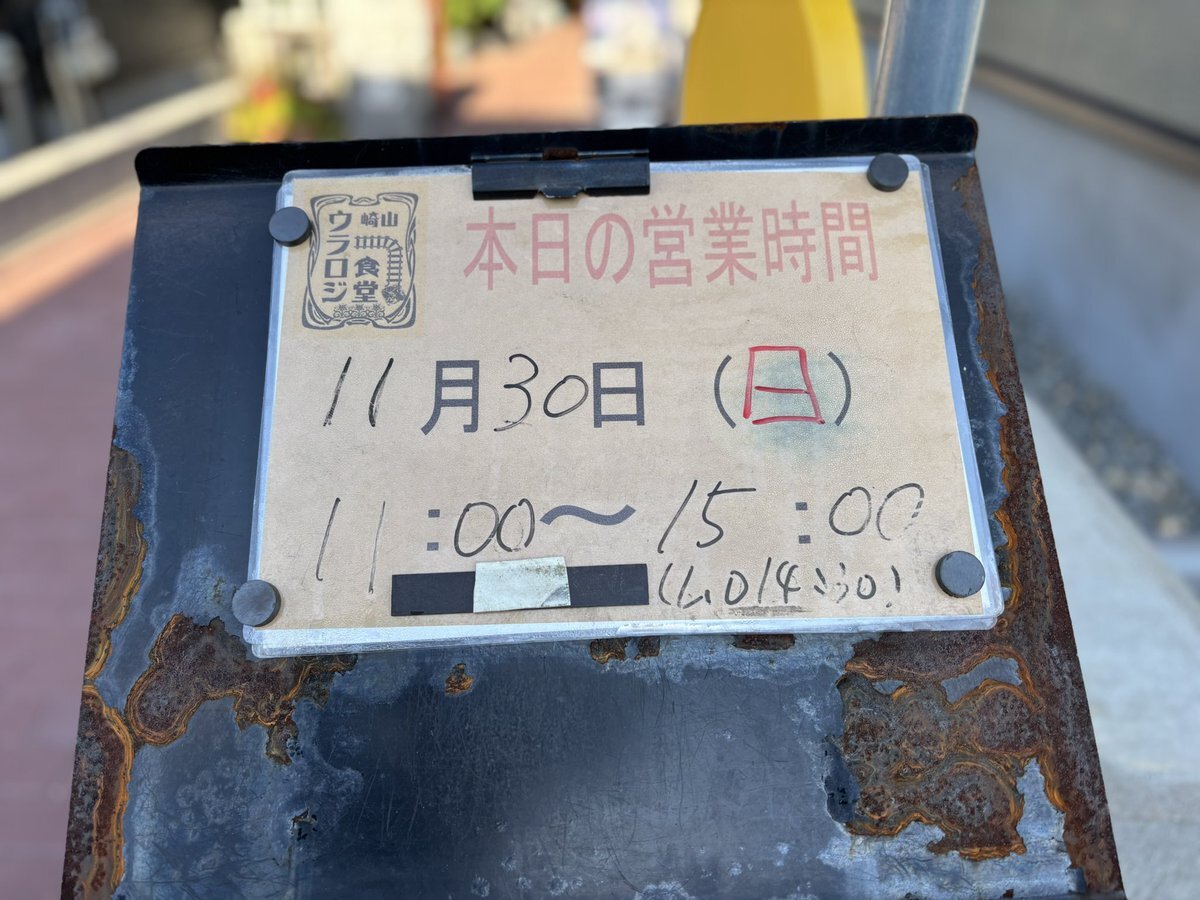 山崎
食堂
ウラロジ
本日の営業時間
11月30日 (日)
11:00〜15:00
(L.O 14:30)